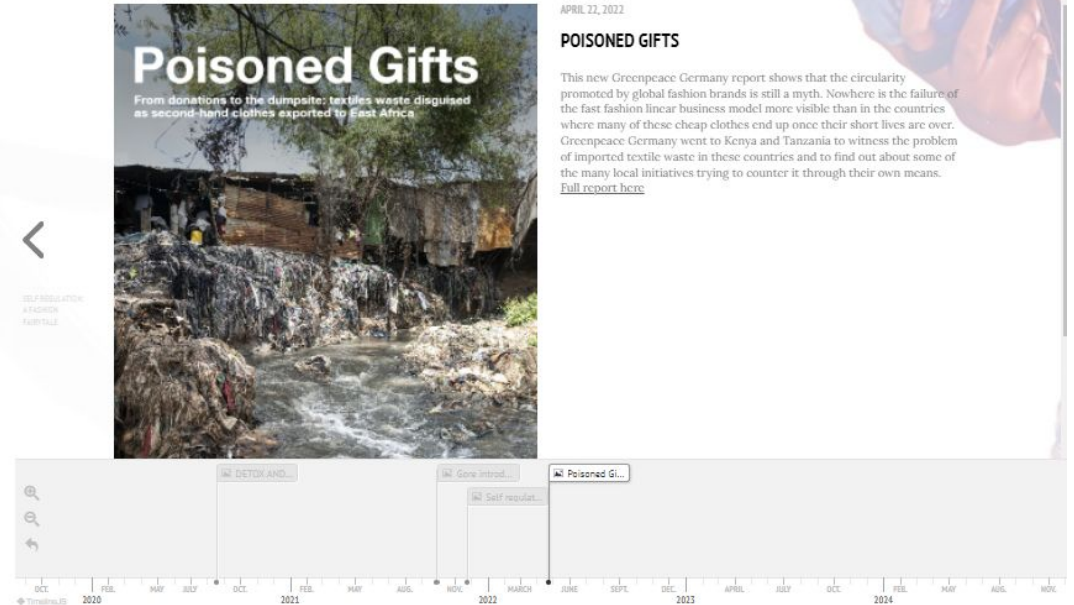 APRIL 22, 2022
POISONED GIFTS
Poisoned Gifts
From donations to the dumpsite: textiles waste disguised
as second-hand clothes exported to East Africa
This new Greenpeace Germany report shows that the circularity
promoted by global fashion brands is still a myth. Nowhere is the failure of
the fast fashion linear business model more visible than in the countries
where many of these cheap clothes end up once their short lives are over.
Greenpeace Germany went to Kenya and Tanzania to witness the problem
of imported textile waste in these countries and to find out about some of
the many local initiatives trying to counter it through their own means.
Full report here
SELF REGULATION:
A FASHION
FAIRYTALE
DETOX AND...
Gone introd...
Poisoned Gi...
Self regulat...
OCT. FEB. MAY JULY OCT. FEB. MAY AUG. NOV. MARCH JUNE SEPT. DEC. APRIL JULY OCT. FEB. MAY AUG. NOV.
TimelineJS 2020 2021 2022 2023 2024